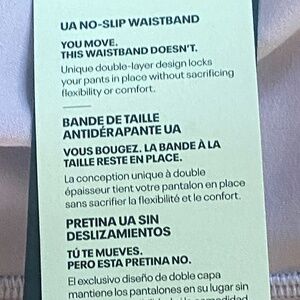 UA NO-SLIP WAISTBAND
YOU MOVE.
THIS WAISTBAND DOESN'T.
Unique double-layer design locks
your pants in place without sacrificing
flexibility or comfort.
BANDE DE TAILLE
ANTIDÉRAPANTE UA
VOUS BOUGEZ. LA BANDE À LA
TAILLE RESTE EN PLACE.
La conception unique à double
épaisseur tient votre pantalon en place
sans sacrifier la flexibilité et le confort.
PRETINA UA SIN
DESLIZAMIENTOS
TÚ TE MUEVES.
PERO ESTA PRETINA NO.
El exclusivo diseño de doble capa
mantiene los pantalones en su lugar sin
comodidad